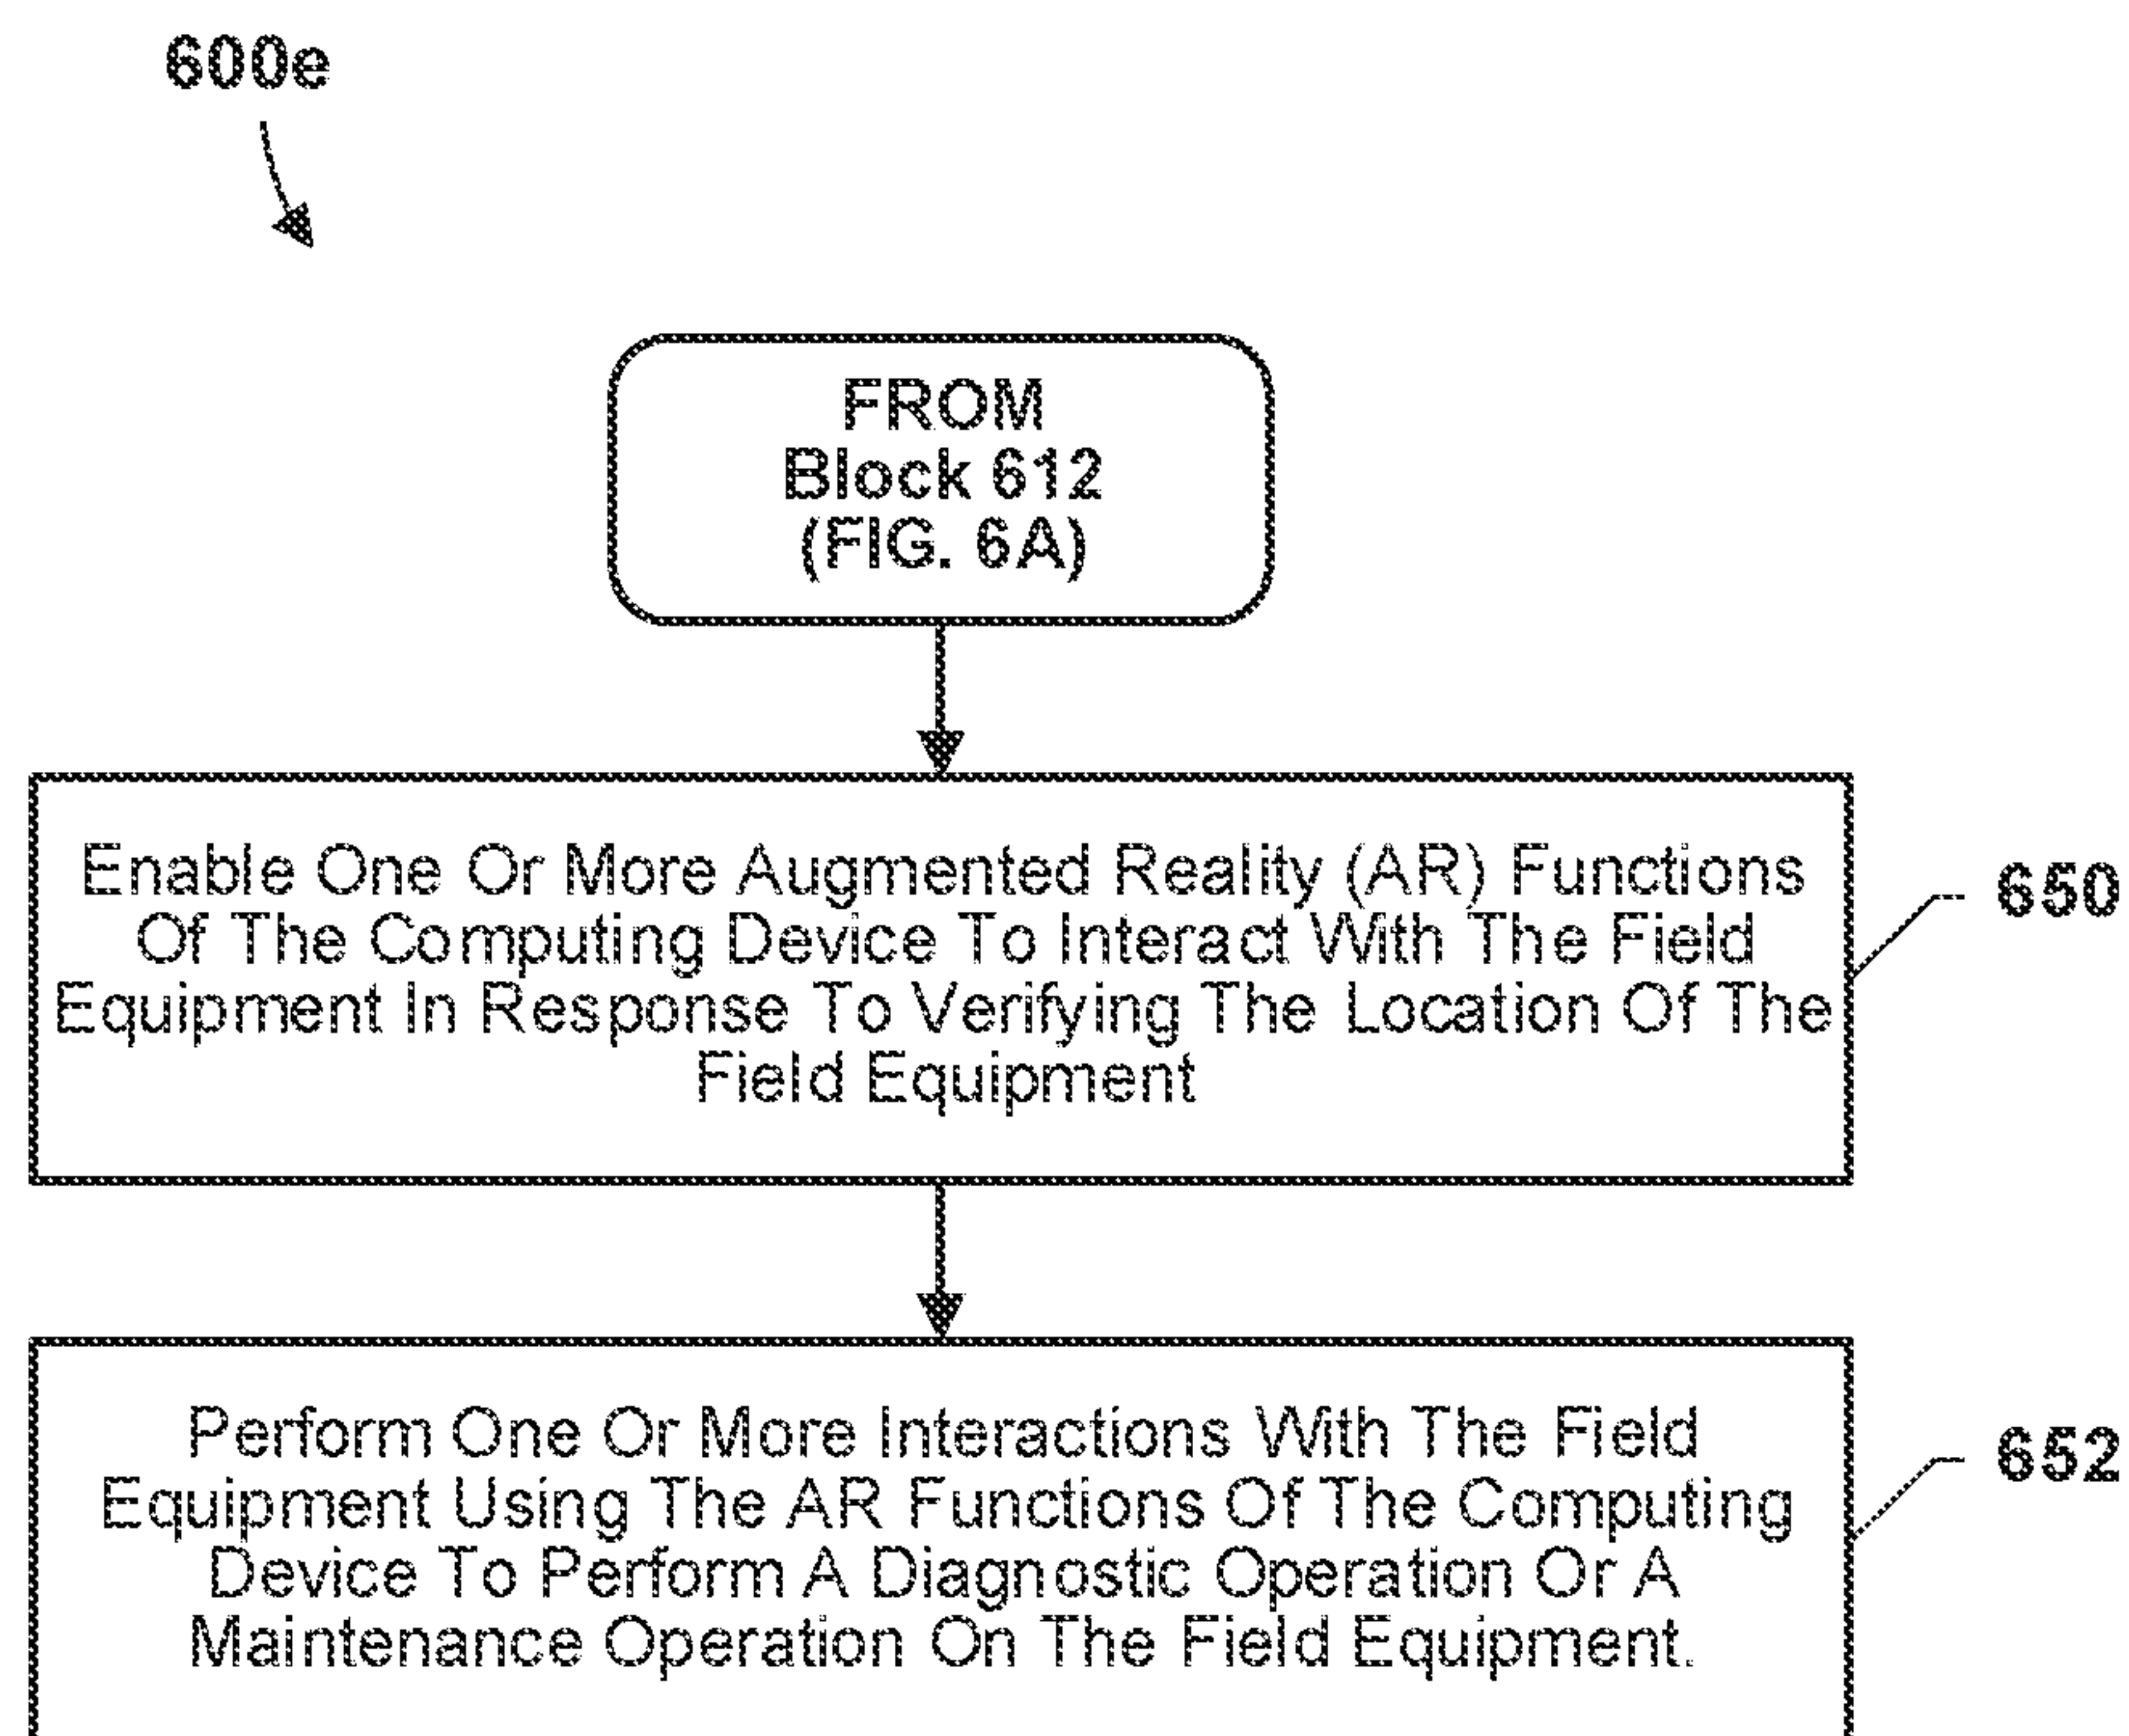 600e
FROM
Block 612
(FIG. 6A)
Enable One Or More Augmented Reality (AR) Functions
Of The Computing Device To Interact With The Field
Equipment In Response To Verifying The Location Of The
Field Equipment
650
Perform One Or More Interactions With The Field
Equipment Using The AR Functions Of The Computing
Device To Perform A Diagnostic Operation Or A
Maintenance Operation On The Field Equipment.
652